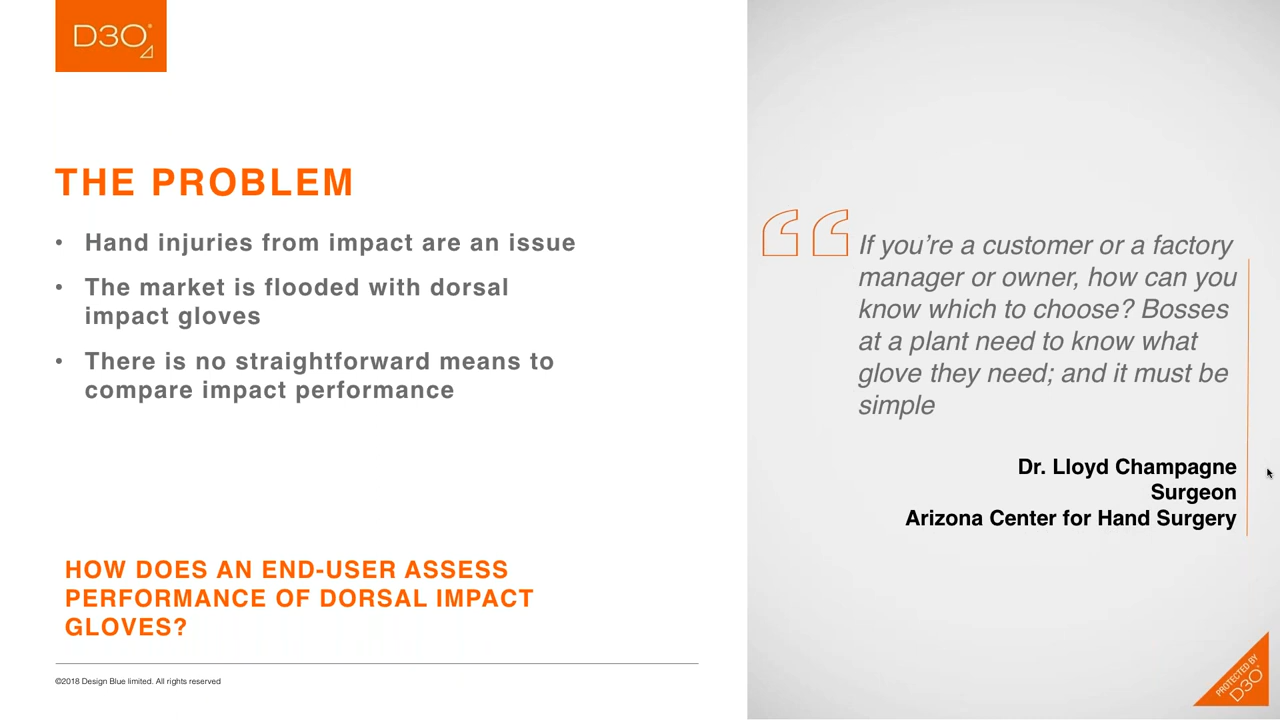 D3O®
THE PROBLEM
• Hand injuries from impact are an issue
• The market is flooded with dorsal
impact gloves
• There is no straightforward means to
compare impact performance
HOW DOES AN END-USER ASSESS
PERFORMANCE OF DORSAL IMPACT
GLOVES?
©2018 Design Blue limited. All rights reserved
“
If you’re a customer or a factory
manager or owner, how can you
know which to choose? Bosses
at a plant need to know what
glove they need; and it must be
simple
Dr. Lloyd Champagne
Surgeon
Arizona Center for Hand Surgery
PROTECTED BY
D3O®